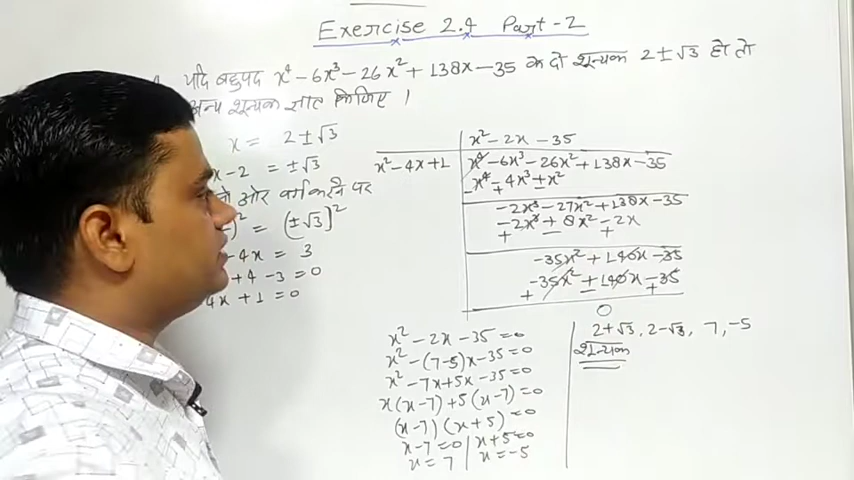 Exercise 2.4 Part-2
यदि बहुपद x⁴ - 6x³ - 26x² + 138x - 35 के दो शून्यक 2 ± √3 हो तो
अन्य शून्यक ज्ञात कीजिए ।
x = 2 ± √3
x - 2 = ± √3
ओर वर्ग करने पर
)² = (±√3)²
- 4x = 3
+ 4 - 3 = 0
4x + 1 = 0
x² - 2x - 35
x² - 4x + 1
x⁴ - 6x³ - 26x² + 138x - 35
x⁴ - 4x³ + x²
- + -
-2x³ - 27x² + 138x - 35
-2x³ + 8x² - 2x
+ - +
-35x² + 140x - 35
-35x² + 140x - 35
+ - +
0
x² - 2x - 35 = 0
x² - (7-5)x - 35 = 0
x² - 7x + 5x - 35 = 0
x(x-7) + 5(x-7) = 0
(x-7)(x+5) = 0
x - 7 = 0 | x + 5 = 0
x = 7 | x = -5
2+√3, 2-√3, 7, -5
शून्यक